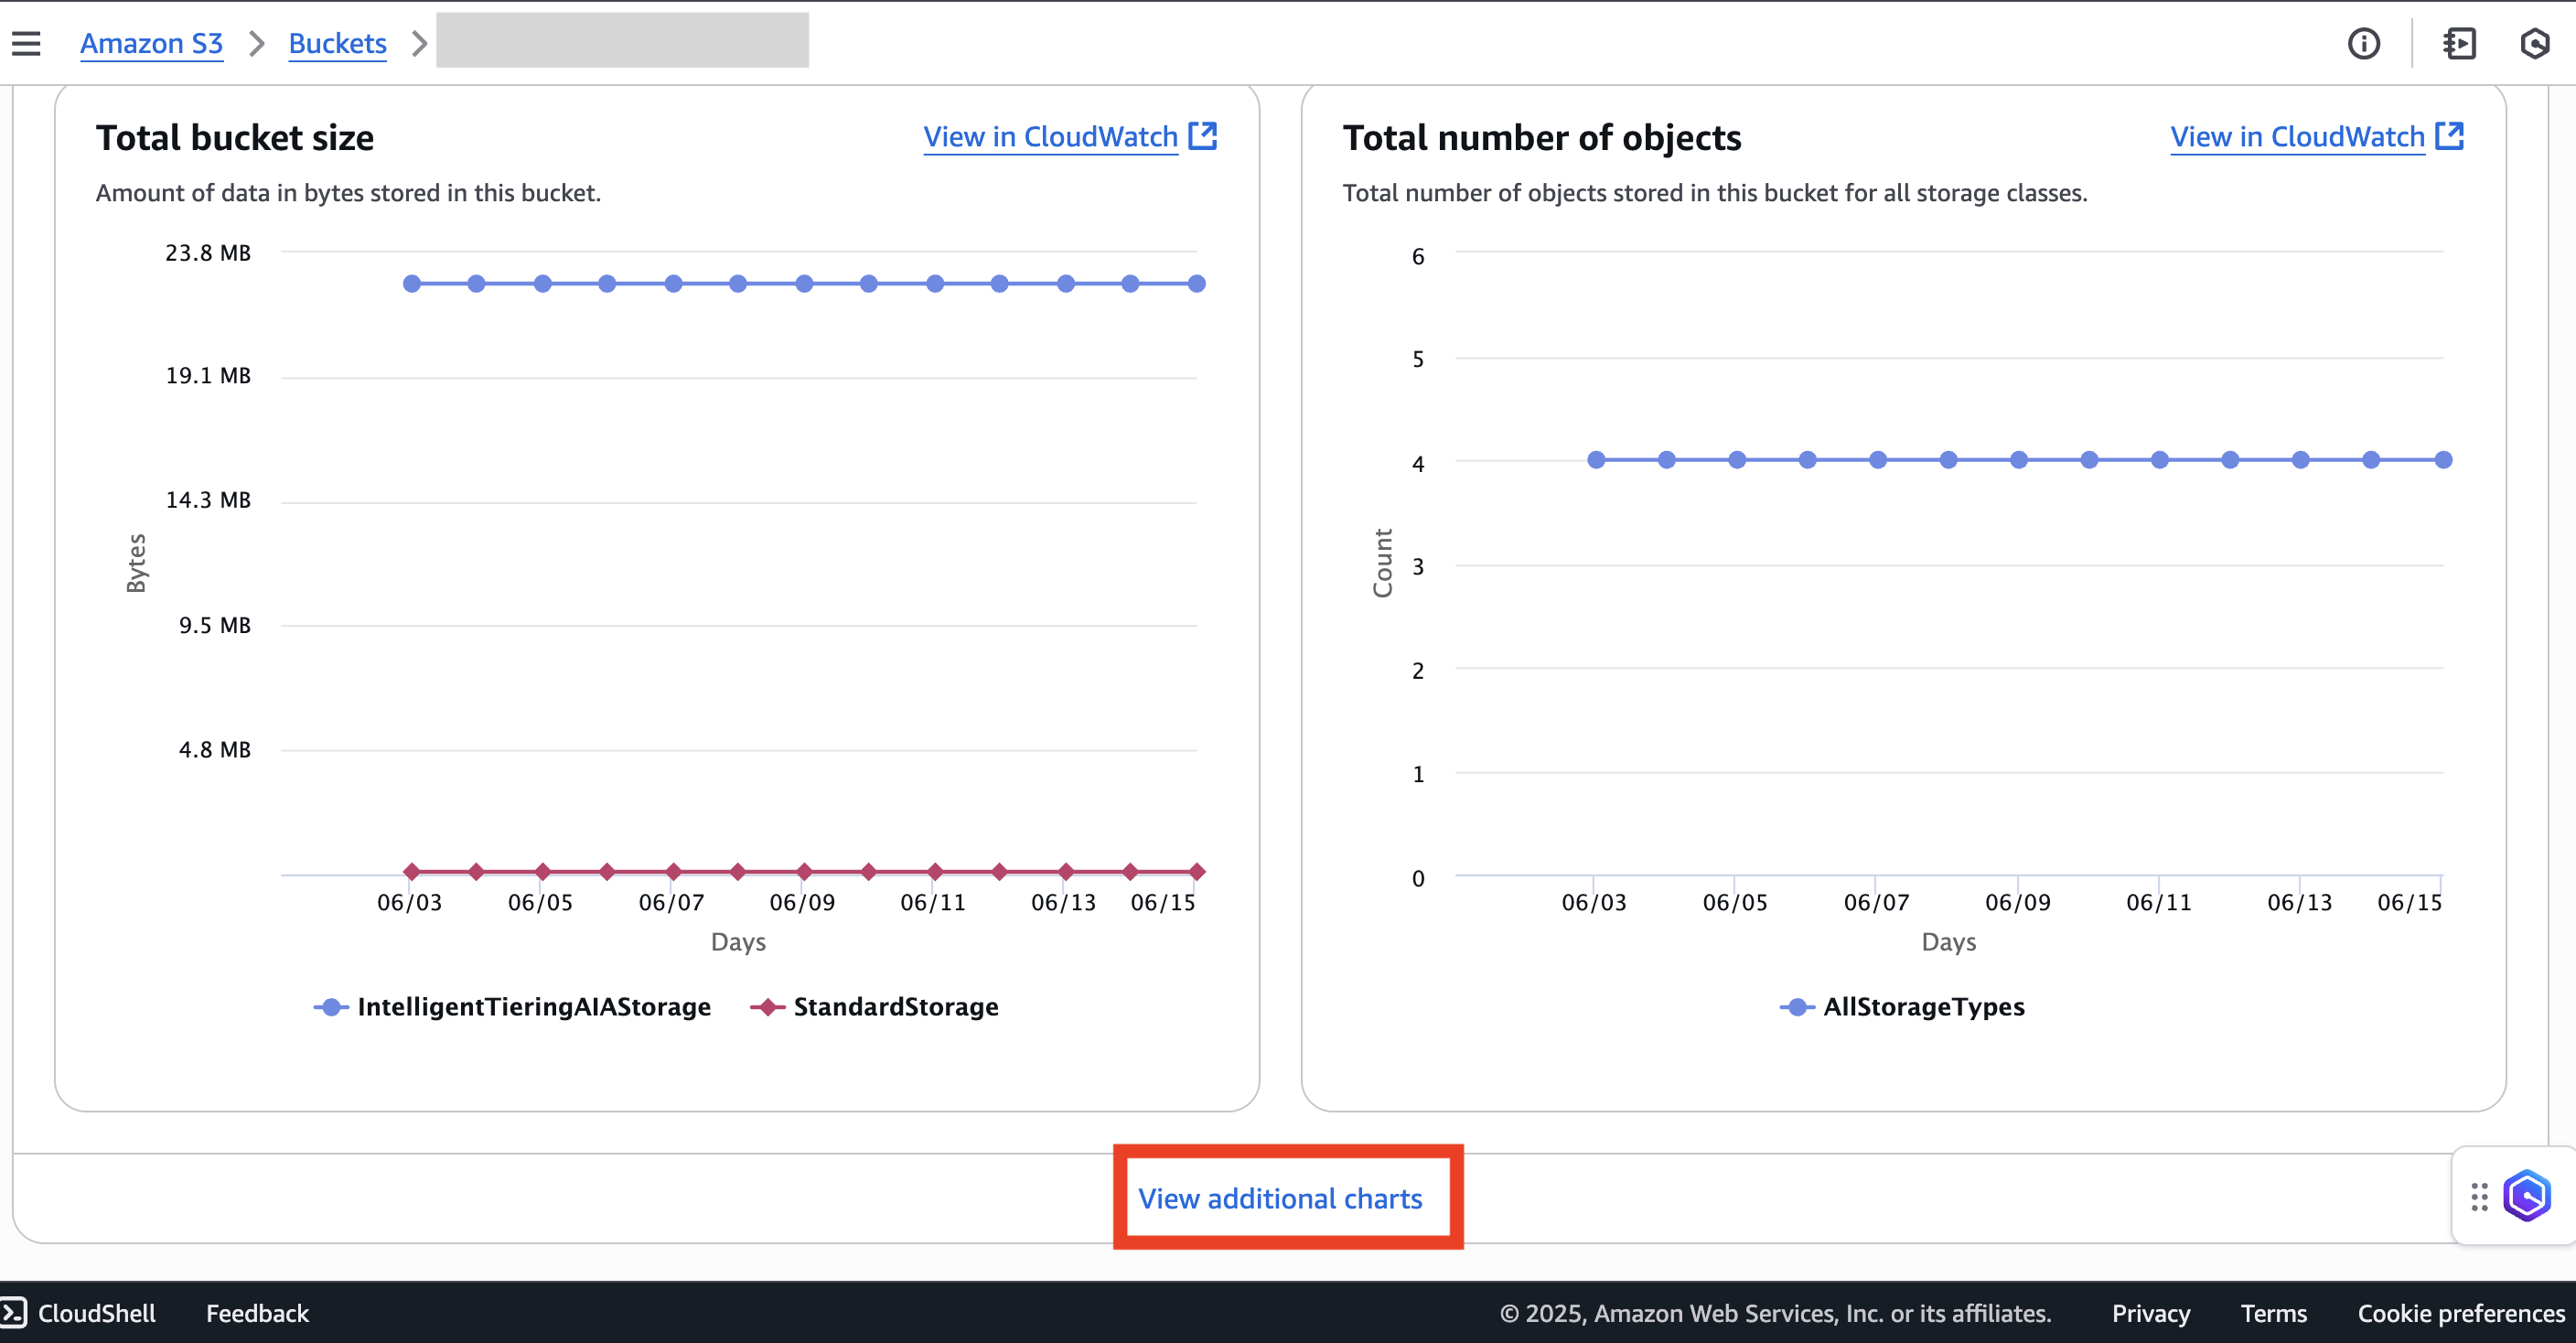 Amazon S3 > Buckets >
Total bucket size
View in CloudWatch
Amount of data in bytes stored in this bucket.
23.8 MB
19.1 MB
14.3 MB
9.5 MB
4.8 MB
Bytes
06/03 06/05 06/07 06/09 06/11 06/13 06/15
Days
IntelligentTieringAIAStorage StandardStorage
Total number of objects
View in CloudWatch
Total number of objects stored in this bucket for all storage classes.
6
5
4
3
2
1
0
Count
06/03 06/05 06/07 06/09 06/11 06/13 06/15
Days
AllStorageTypes
View additional charts
CloudShell Feedback © 2025, Amazon Web Services, Inc. or its affiliates. Privacy Terms Cookie preferences